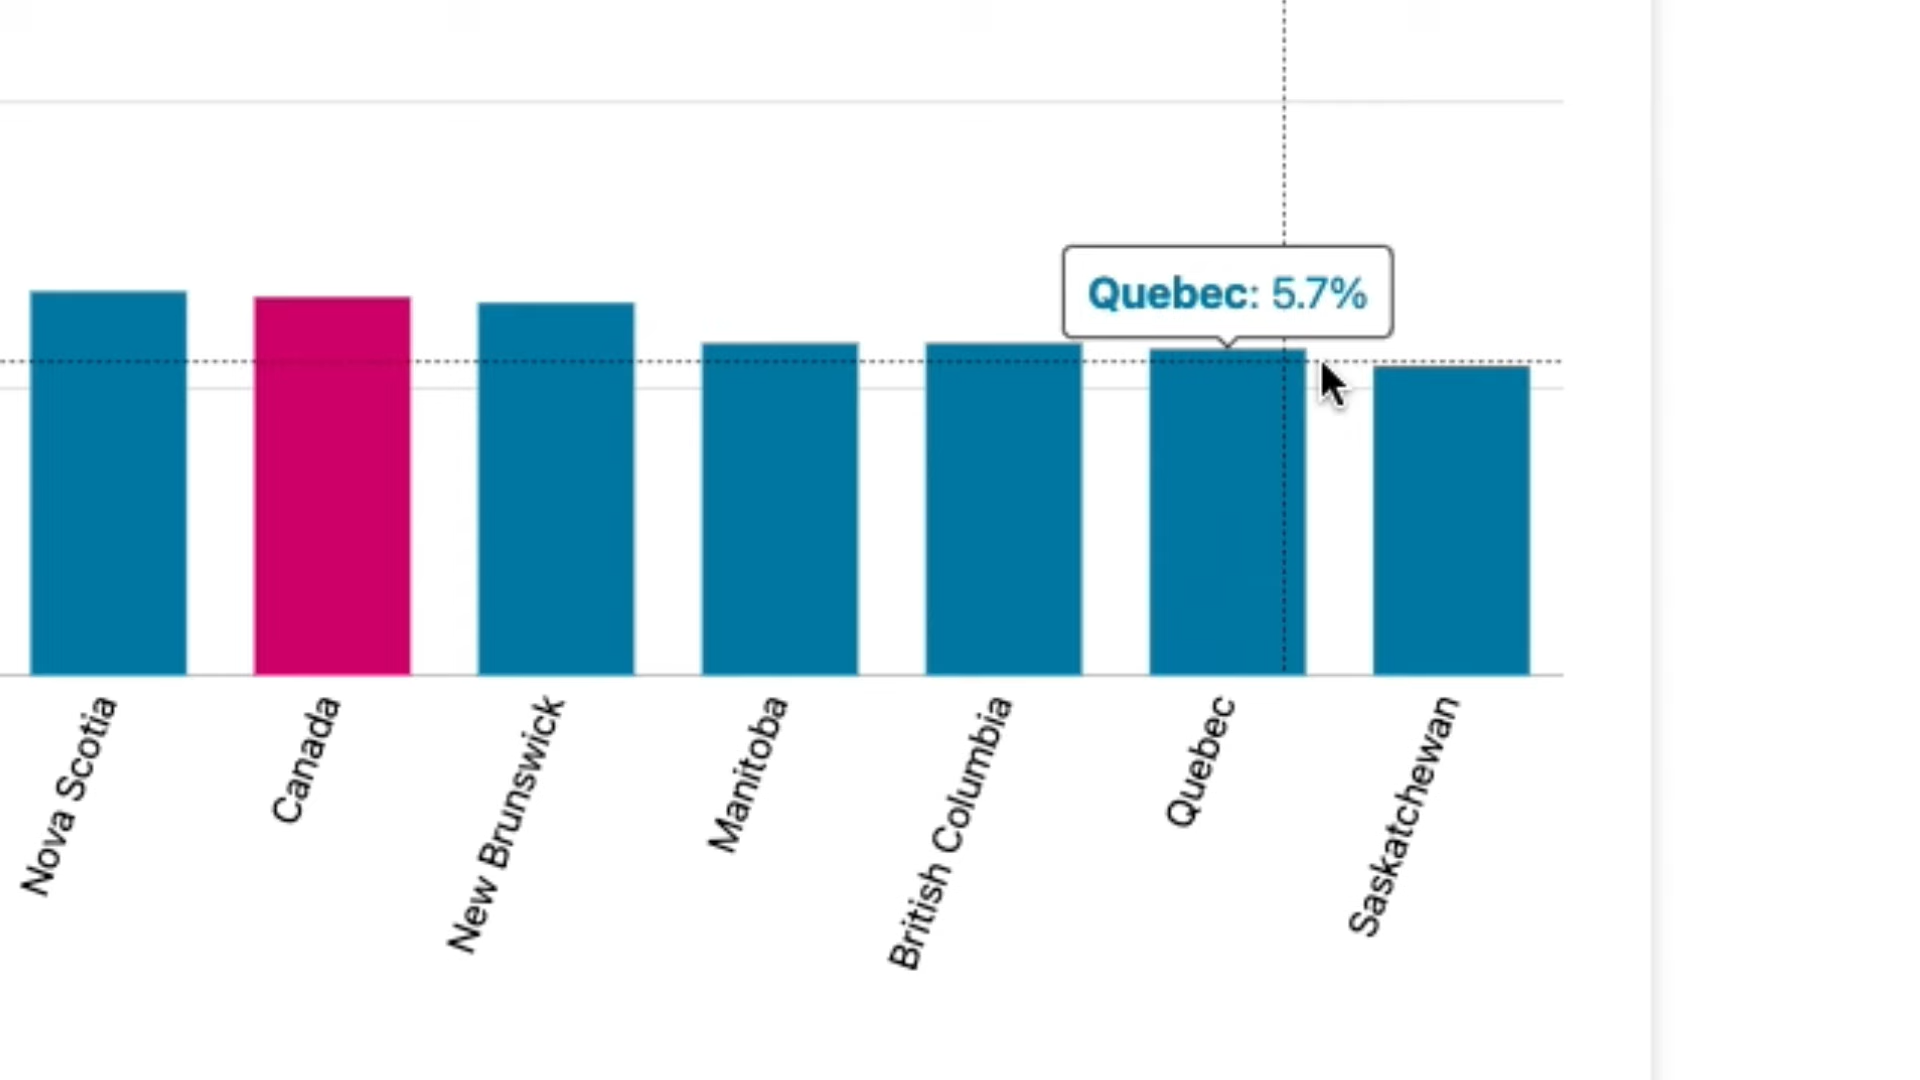 Quebec: 5.7%
Nova Scotia
Canada
New Brunswick
Manitoba
British Columbia
Quebec
Saskatchewan